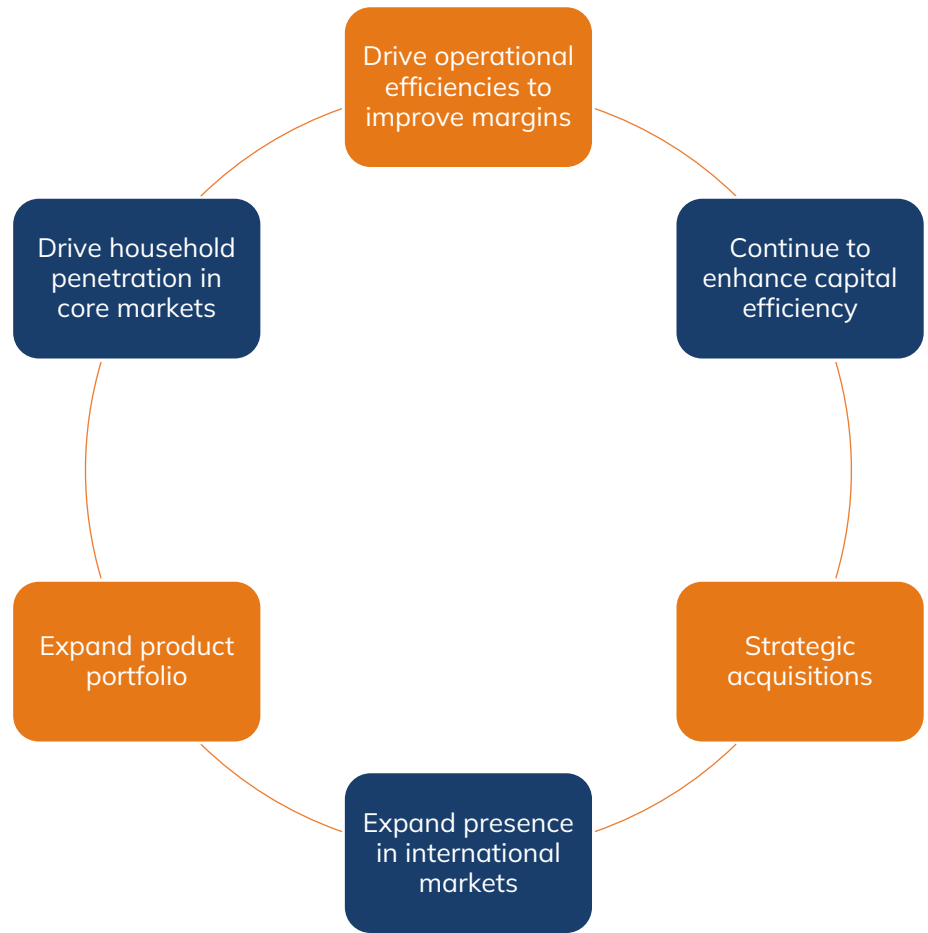 Drive operational
efficiencies to
improve margins
Continue to
enhance capital
efficiency
Strategic
acquisitions
Expand presence
in international
markets
Expand product
portfolio
Drive household
penetration in
core markets